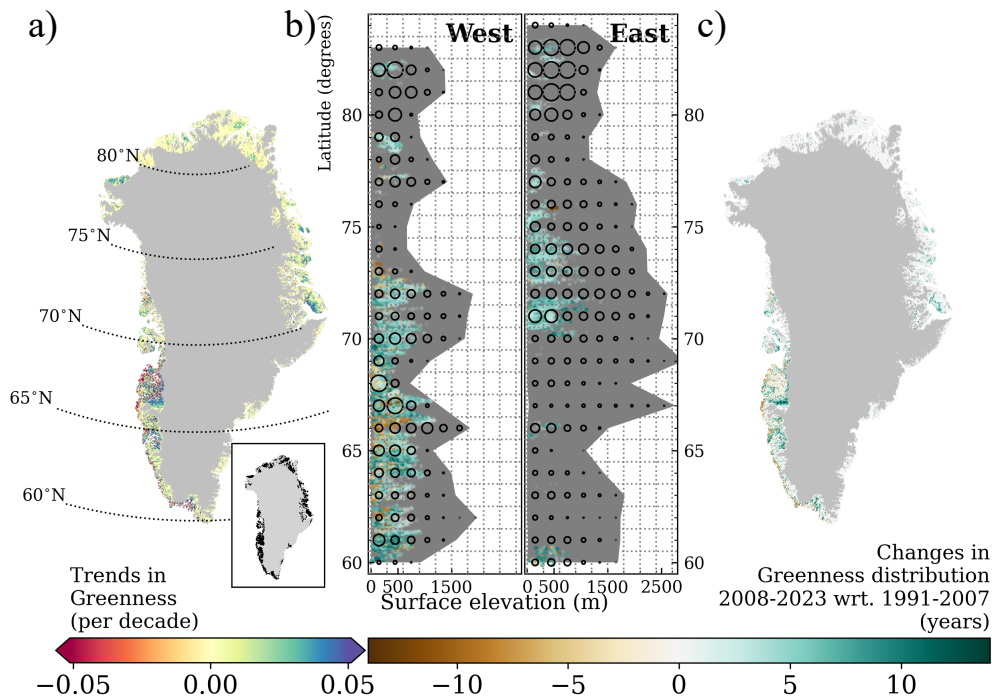 a)
b)
c)
West
East
Latitude (degrees)
80
75
70
65
60
80
75
70
65
60
80°N
75°N
70°N
65°N
60°N
0 500 1500
0 500 1500 2500
Surface elevation (m)
Trends in
Greenness
(per decade)
Changes in
Greenness distribution
2008-2023 wrt. 1991-2007
(years)
−0.05 0.00 0.05
−10 −5 0 5 10